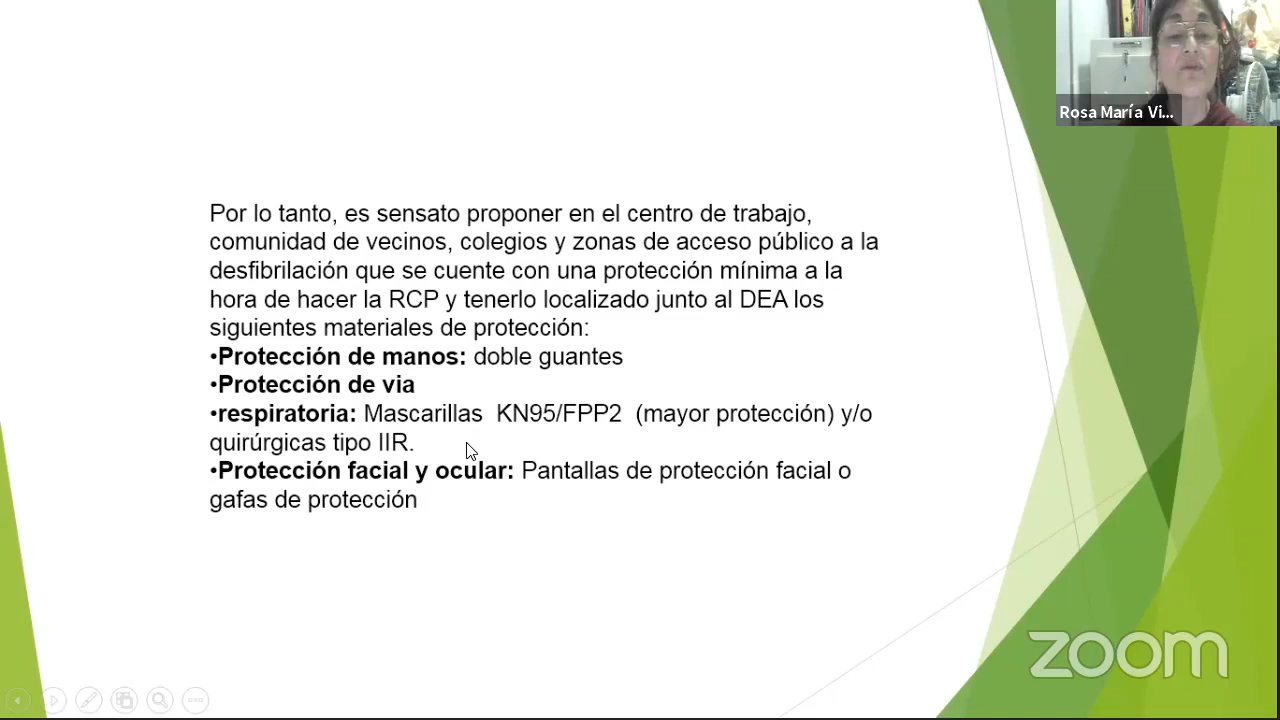 Rosa María Vi...
Por lo tanto, es sensato proponer en el centro de trabajo,
comunidad de vecinos, colegios y zonas de acceso público a la
desfibrilación que se cuente con una protección mínima a la
hora de hacer la RCP y tenerlo localizado junto al DEA los
siguientes materiales de protección:
•Protección de manos: doble guantes
•Protección de via
•respiratoria: Mascarillas KN95/FPP2 (mayor protección) y/o
quirúrgicas tipo IIR.
•Protección facial y ocular: Pantallas de protección facial o
gafas de protección
zoom